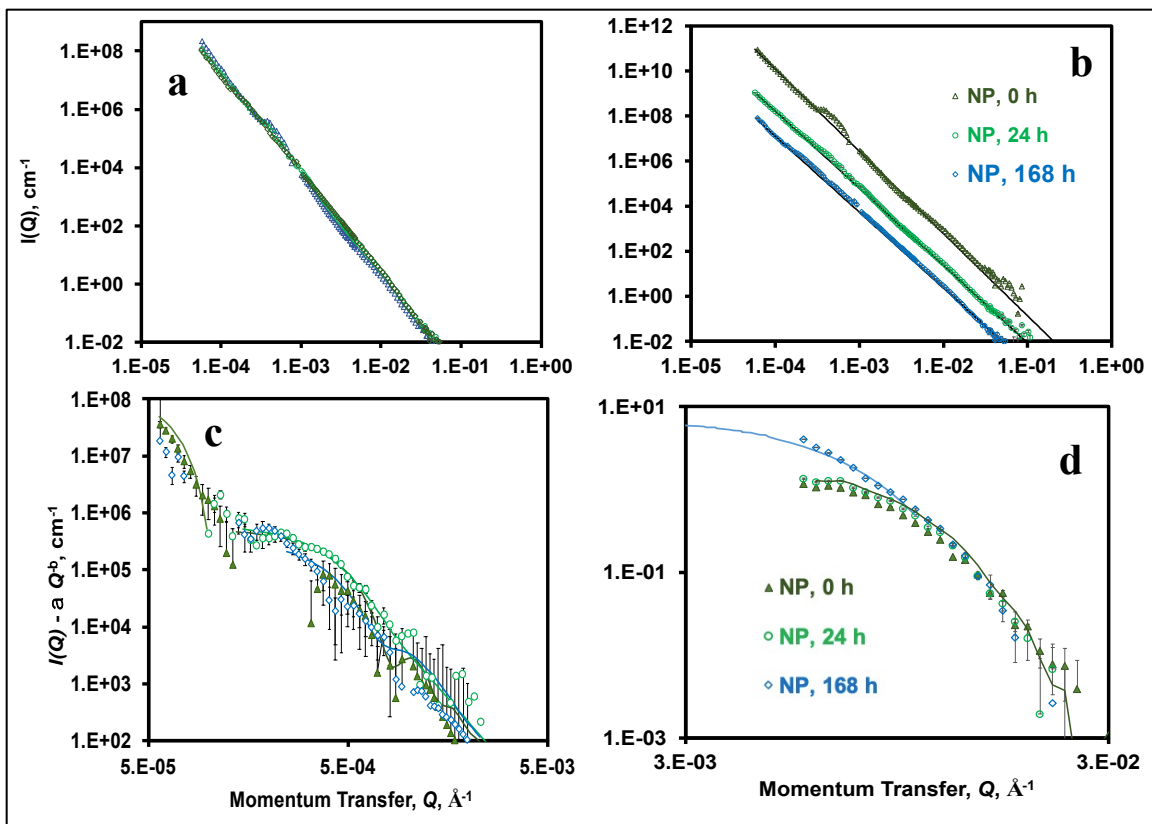 a
1.E+08
1.E+06
1.E+04
1.E+02
1.E+00
1.E-02
1.E-05 1.E-04 1.E-03 1.E-02 1.E-01 1.E+00
I(Q), cm-1
b
1.E+12
1.E+10
1.E+08
1.E+06
1.E+04
1.E+02
1.E+00
1.E-02
1.E-05 1.E-04 1.E-03 1.E-02 1.E-01 1.E+00
NP, 0 h
NP, 24 h
NP, 168 h
c
1.E+08
1.E+07
1.E+06
1.E+05
1.E+04
1.E+03
1.E+02
5.E-05 5.E-04 5.E-03
I(Q) - a Q-b, cm-1
Momentum Transfer, Q, Å-1
d
1.E+01
1.E-01
1.E-03
3.E-03 3.E-02
NP, 0 h
NP, 24 h
NP, 168 h
Momentum Transfer, Q, Å-1